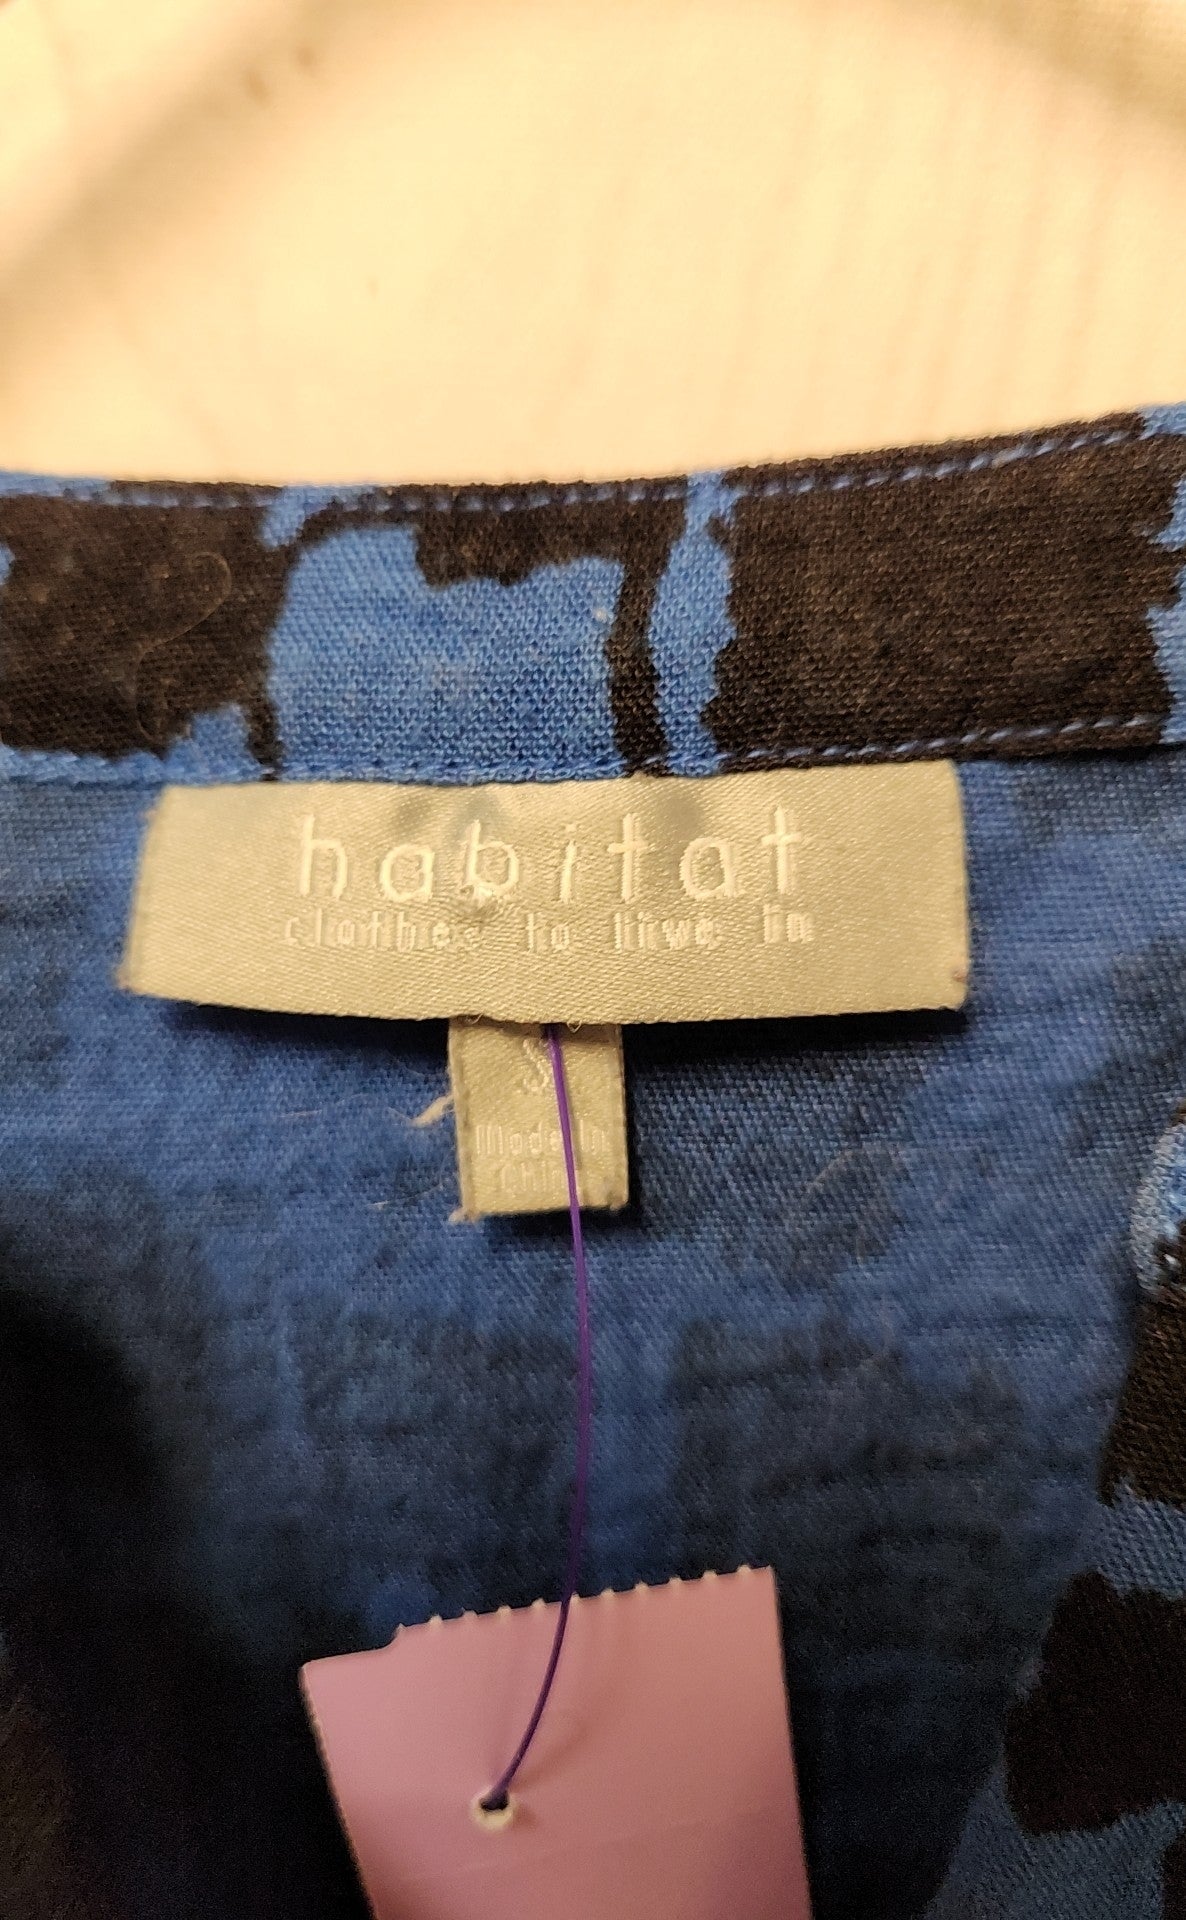 habitat
clothes to live in
S
Made In
China